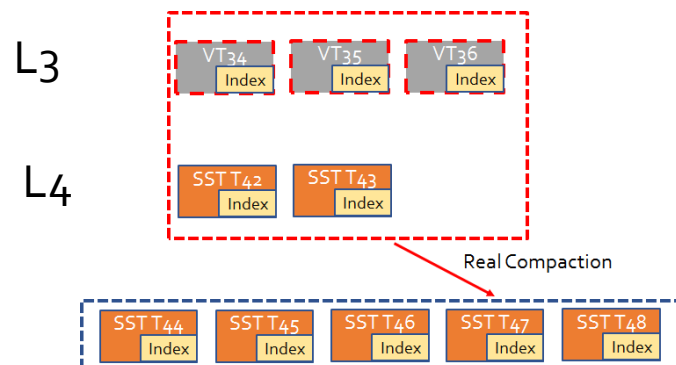 L3
VT34
VT35
VT36
Index
Index
Index
L4
SST T42
SST T43
Index
Index
Real Compaction
SST T44
SST T45
SST T46
SST T47
SST T48
Index
Index
Index
Index
Index